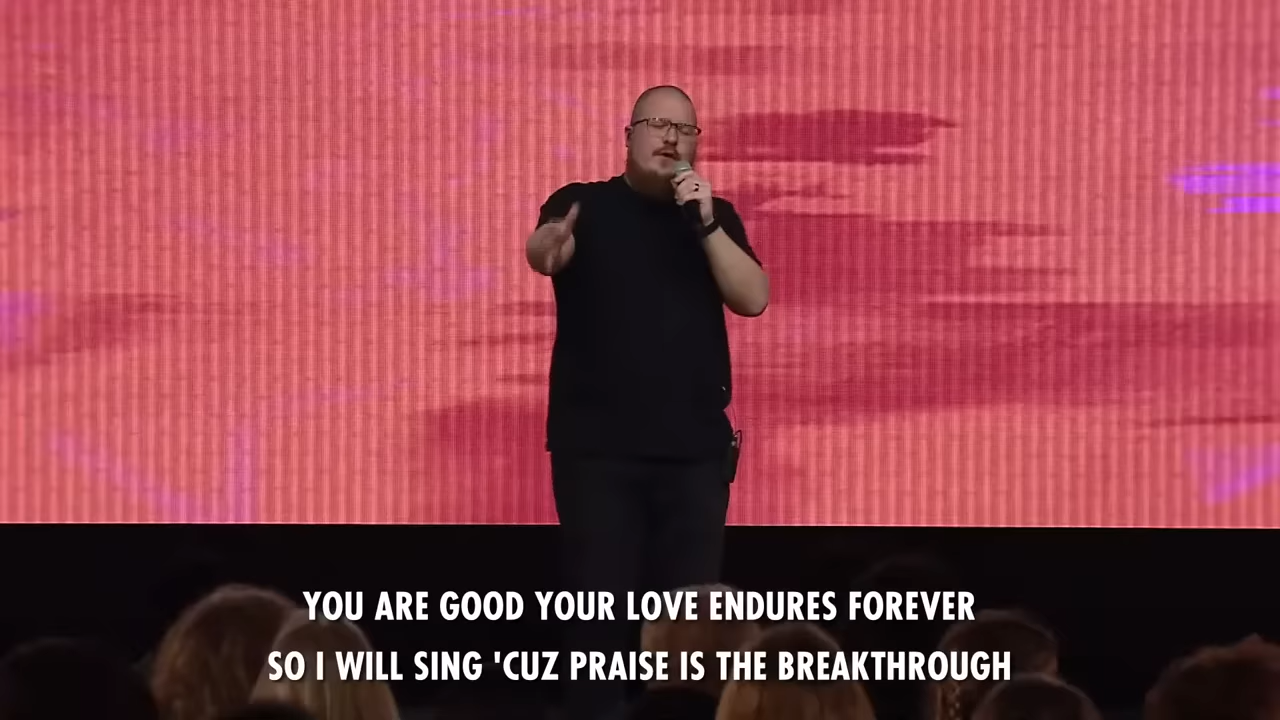 YOU ARE GOOD YOUR LOVE ENDURES FOREVER
SO I WILL SING 'CUZ PRAISE IS THE BREAKTHROUGH